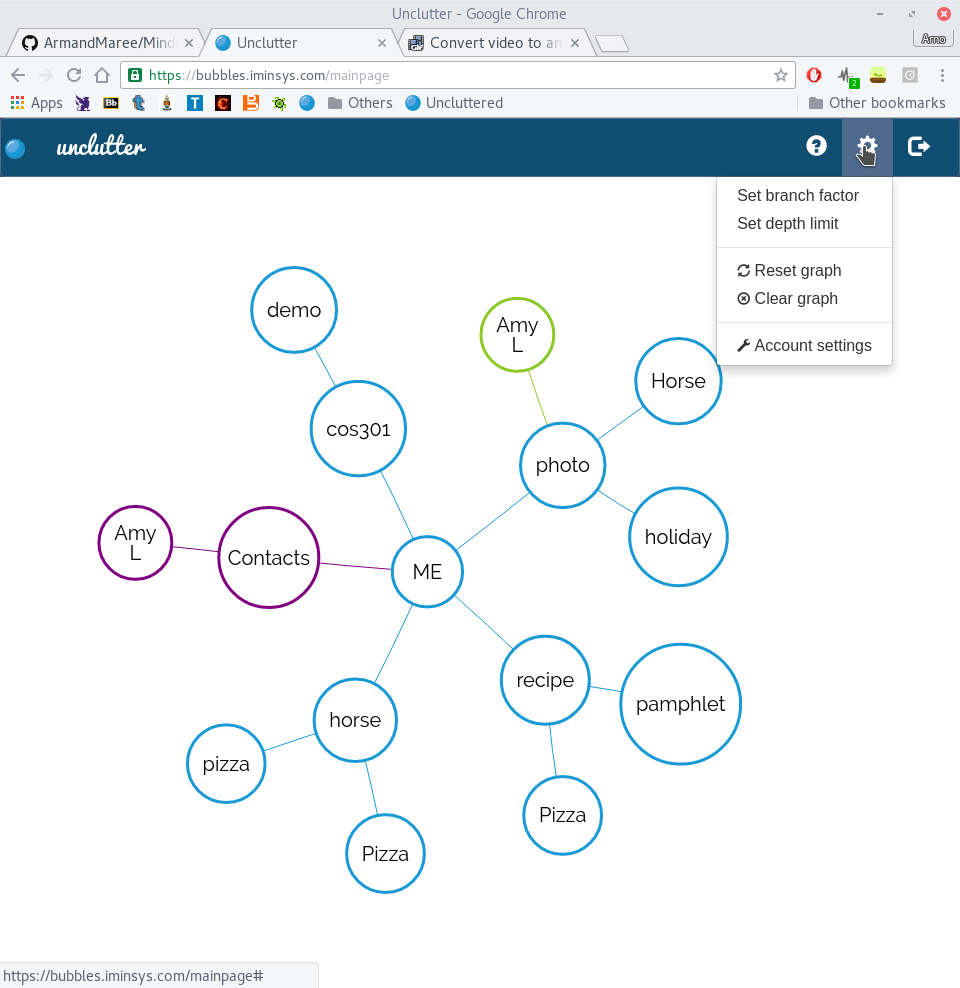 Unclutter - Google Chrome
ArmandMaree/Mind
Unclutter
Convert video to an
Arno
https://bubbles.iminsys.com/mainpage
2
Apps
Bb
T
C
Others
Uncluttered
Other bookmarks
unclutter
Set branch factor
Set depth limit
Reset graph
Clear graph
Account settings
demo
Amy
L
Horse
cos301
photo
Amy
L
Contacts
ME
holiday
recipe
pamphlet
horse
pizza
Pizza
Pizza
https://bubbles.iminsys.com/mainpage#